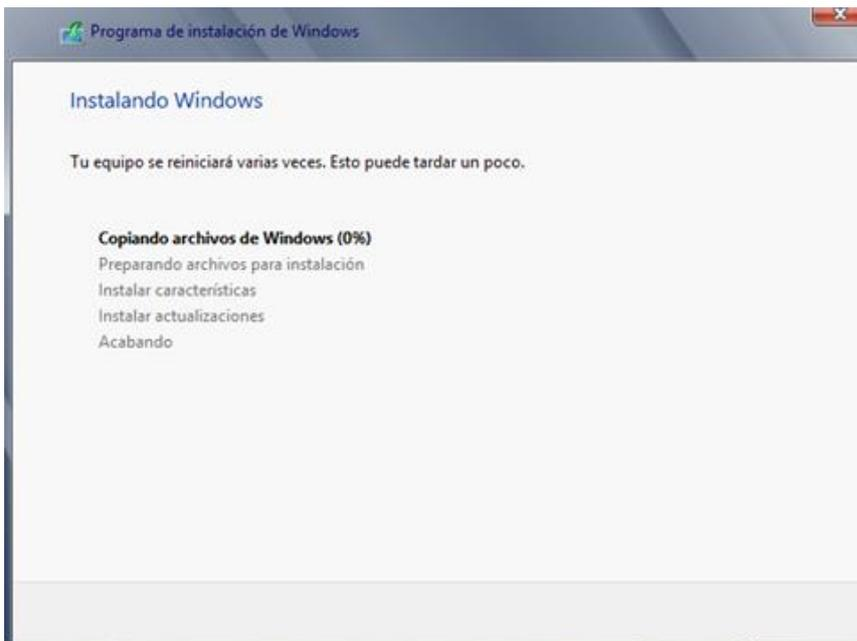 Programa de instalación de Windows
Instalando Windows
Tu equipo se reiniciará varias veces. Esto puede tardar un poco.
Copiando archivos de Windows (0%)
Preparando archivos para instalación
Instalar características
Instalar actualizaciones
Acabando